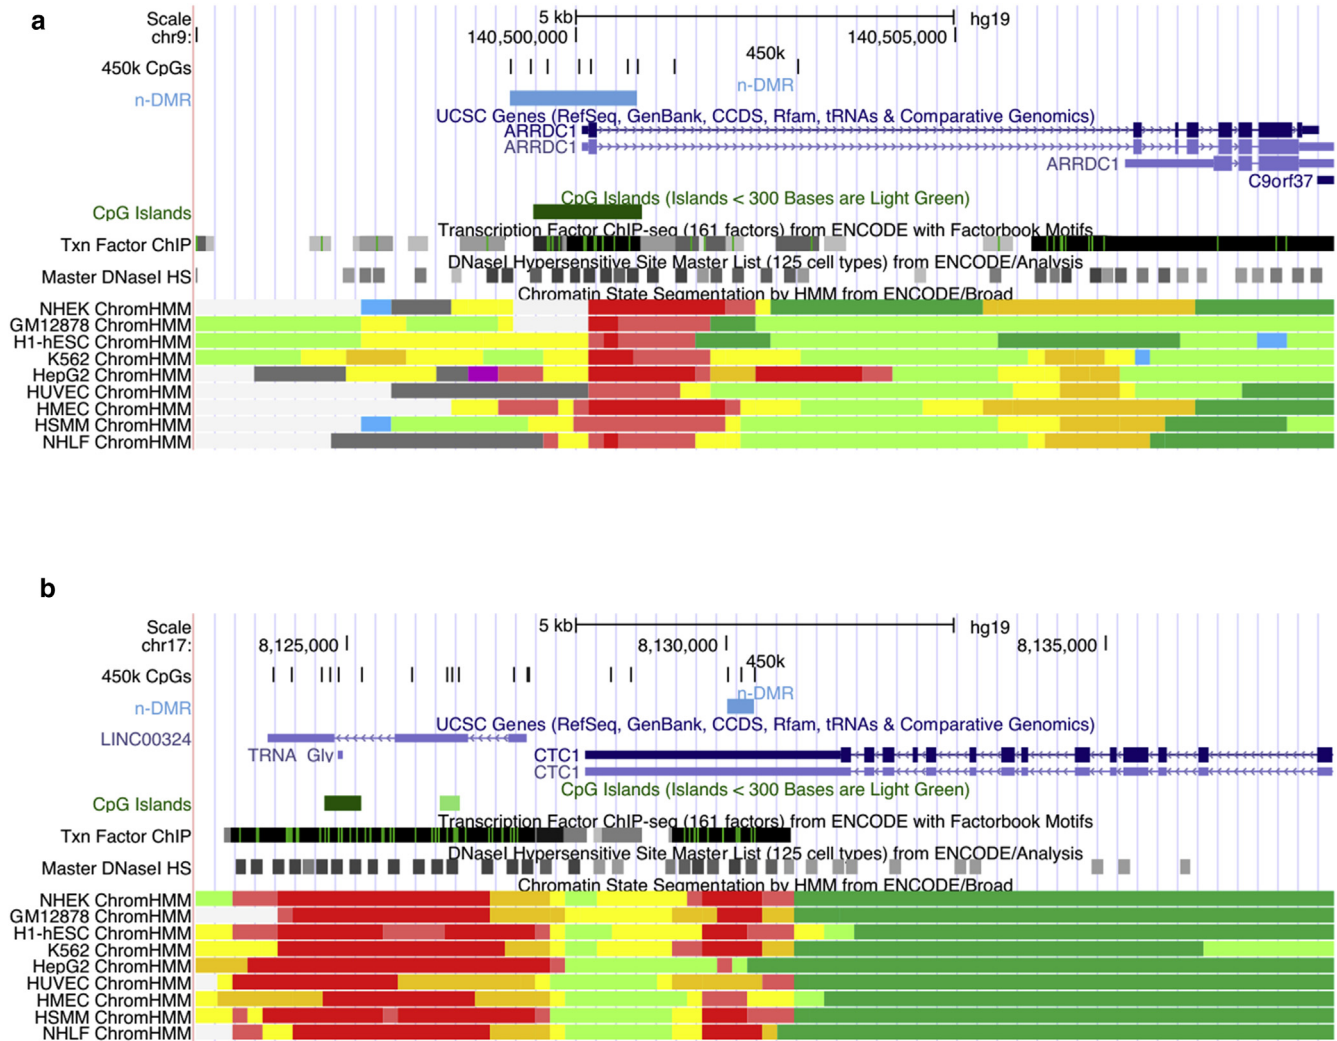 a
Scale 5 kb hg19
chr9: 140,500,000 140,505,000
450k
450k CpGs
n-DMR
n-DMR
UCSC Genes (RefSeq, GenBank, CCDS, Rfam, tRNAs & Comparative Genomics)
ARRDC1
ARRDC1
ARRDC1
C9orf37
CpG Islands (Islands < 300 Bases are Light Green)
CpG Islands
Transcription Factor ChIP-seq (161 factors) from ENCODE with Factorbook Motifs
Txn Factor ChIP
DNaseI Hypersensitive Site Master List (125 cell types) from ENCODE/Analysis
Master DNaseI HS
Chromatin State Segmentation by HMM from ENCODE/Broad
NHEK ChromHMM
GM12878 ChromHMM
H1-hESC ChromHMM
K562 ChromHMM
HepG2 ChromHMM
HUVEC ChromHMM
HMEC ChromHMM
HSMM ChromHMM
NHLF ChromHMM
b
Scale 5 kb hg19
chr17: 8,125,000 8,130,000 8,135,000
450k
450k CpGs
n-DMR
n-DMR
UCSC Genes (RefSeq, GenBank, CCDS, Rfam, tRNAs & Comparative Genomics)
LINC00324
TRNA_Gly CTC1
CTC1
CpG Islands (Islands < 300 Bases are Light Green)
CpG Islands
Transcription Factor ChIP-seq (161 factors) from ENCODE with Factorbook Motifs
Txn Factor ChIP
DNaseI Hypersensitive Site Master List (125 cell types) from ENCODE/Analysis
Master DNaseI HS
Chromatin State Segmentation by HMM from ENCODE/Broad
NHEK ChromHMM
GM12878 ChromHMM
H1-hESC ChromHMM
K562 ChromHMM
HepG2 ChromHMM
HUVEC ChromHMM
HMEC ChromHMM
HSMM ChromHMM
NHLF ChromHMM